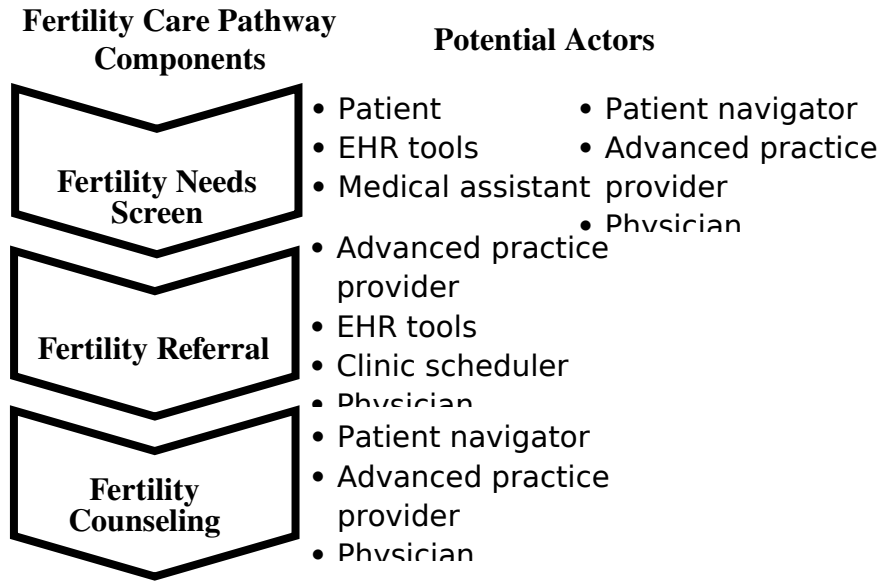 Fertility Care Pathway
Components
Potential Actors
Fertility Needs
Screen
• Patient
• EHR tools
• Medical assistant
• Patient navigator
• Advanced practice
provider
• Physician
Fertility Referral
• Advanced practice
provider
• EHR tools
• Clinic scheduler
• Physician
Fertility
Counseling
• Patient navigator
• Advanced practice
provider
• Physician